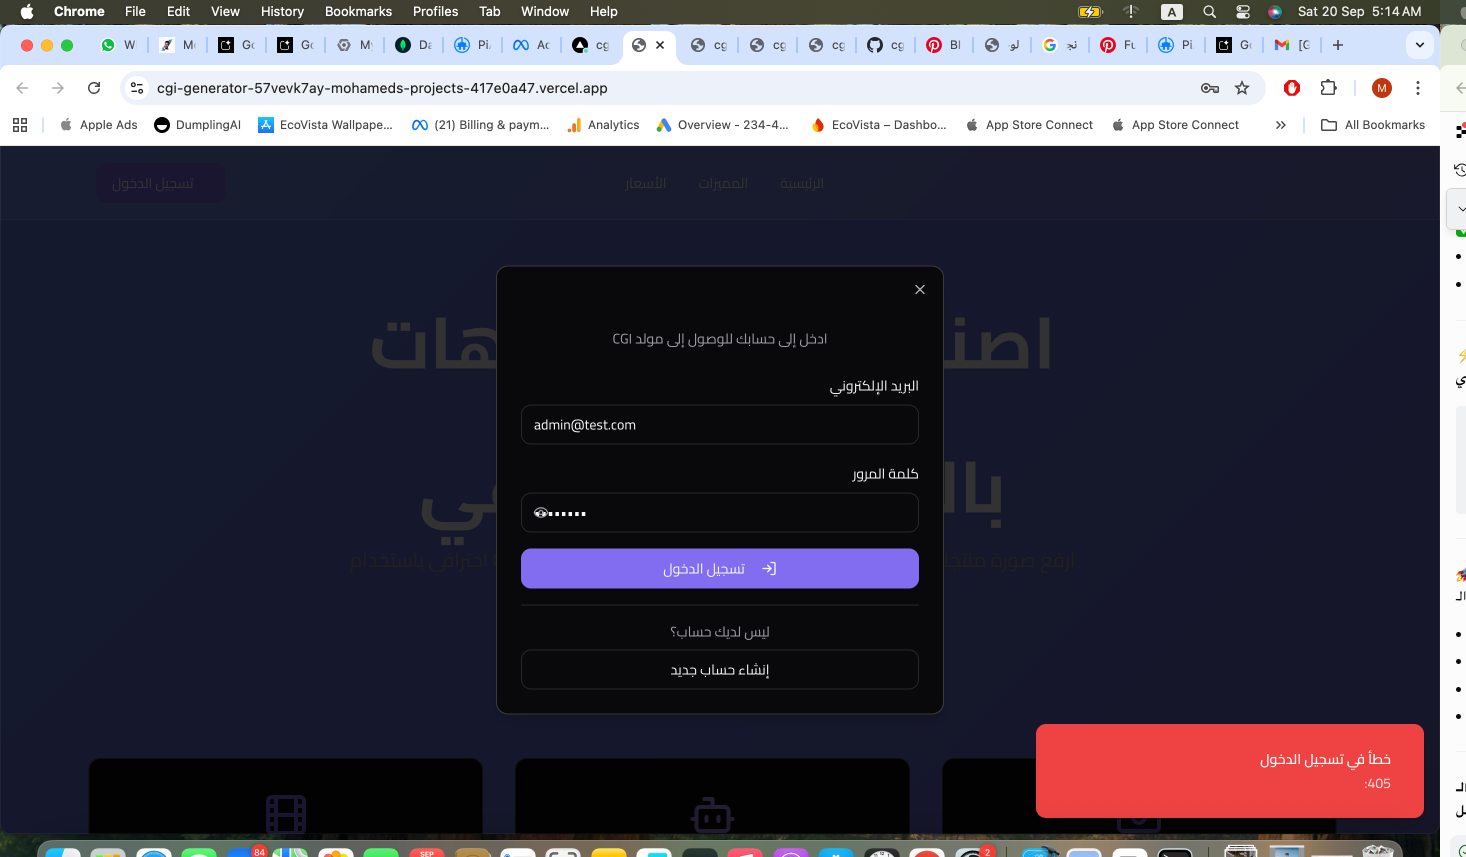 Chrome File Edit View History Bookmarks Profiles Tab Window Help A Sat 20 Sep 5:14 AM
cgi-generator-57vevk7ay-mohameds-projects-417e0a47.vercel.app M
Apple Ads DumplingAI EcoVista Wallpape... (21) Billing & paym... Analytics Overview - 234-4... EcoVista – Dashbo... App Store Connect App Store Connect All Bookmarks
الرئيسية المميزات الأسعار تسجيل الدخول
ادخل إلى حسابك للوصول إلى مولد CGI
البريد الإلكتروني
admin@test.com
كلمة المرور
تسجيل الدخول
ليس لديك حساب؟
إنشاء حساب جديد
خطأ في تسجيل الدخول
405:
84 SEP 2